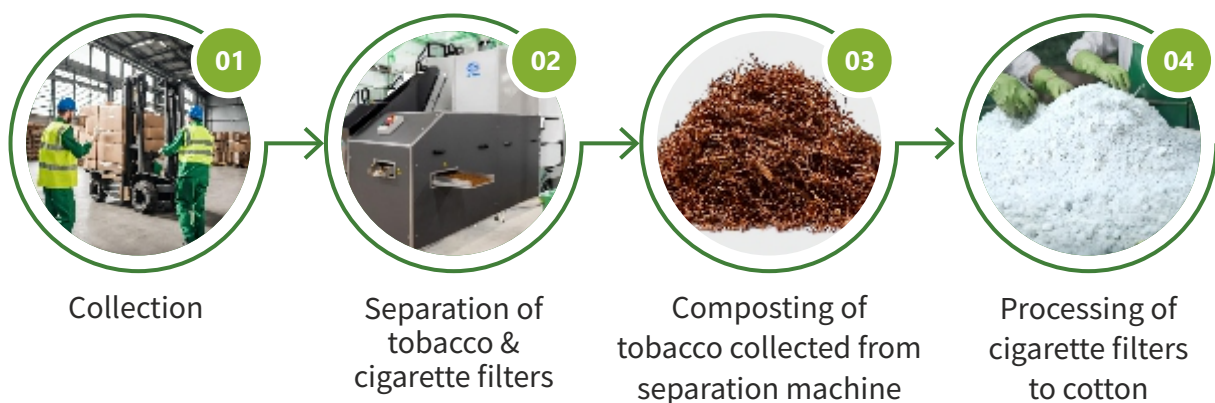 01
02
03
04
Collection
Separation of
tobacco &
cigarette filters
Composting of
tobacco collected from
separation machine
Processing of
cigarette filters
to cotton